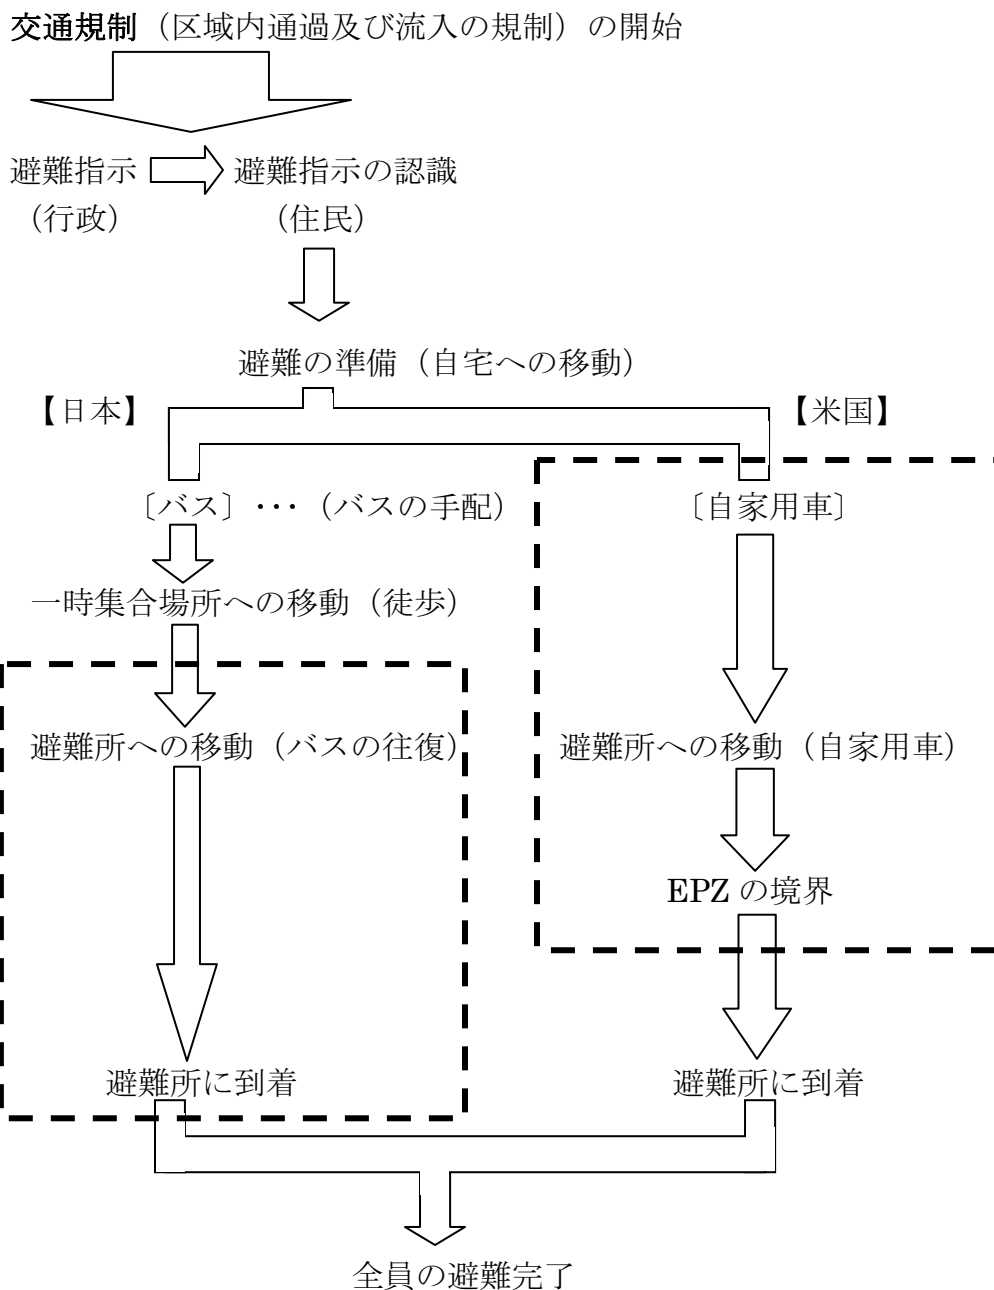 交通規制（区域内通過及び流入の規制）の開始
避難指示 避難指示の認識
（行政） （住民）
避難の準備（自宅への移動）
【日本】 【米国】
〔バス〕･･･（バスの手配） 〔自家用車〕
一時集合場所への移動（徒歩）
避難所への移動（バスの往復） 避難所への移動（自家用車）
EPZ の境界
避難所に到着 避難所に到着
全員の避難完了